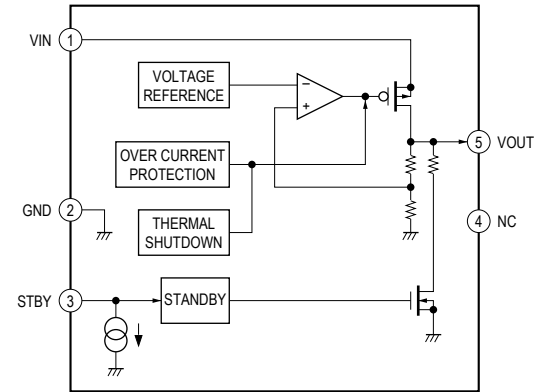 VIN 1
VOLTAGE
REFERENCE
−
+
5 VOUT
OVER CURRENT
PROTECTION
GND 2
THERMAL
SHUTDOWN
4 NC
STBY 3
STANDBY